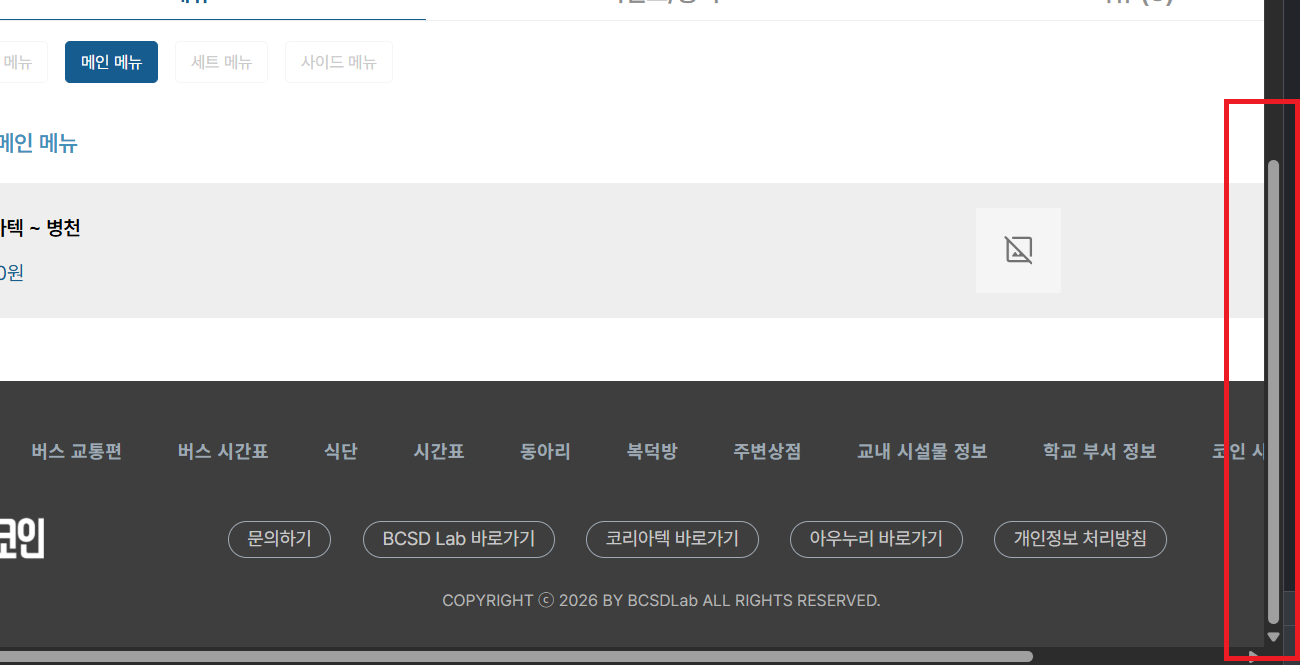 메뉴
메인 메뉴
세트 메뉴
사이드 메뉴
메인 메뉴
텍 ~ 병천
0원
버스 교통편
버스 시간표
식단
시간표
동아리
복덕방
주변상점
교내 시설물 정보
학교 부서 정보
코인 사
코인
문의하기
BCSD Lab 바로가기
코리아텍 바로가기
아우누리 바로가기
개인정보 처리방침
COPYRIGHT ⓒ 2026 BY BCSDLab ALL RIGHTS RESERVED.